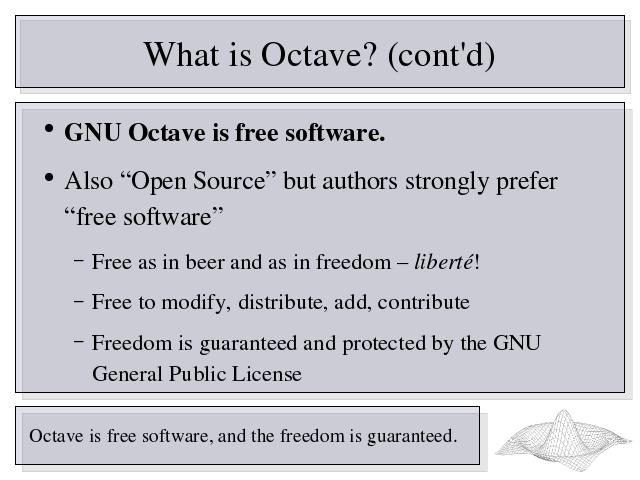 What is Octave? (cont'd)
• GNU Octave is free software.
• Also “Open Source” but authors strongly prefer
“free software”
– Free as in beer and as in freedom – liberté!
– Free to modify, distribute, add, contribute
– Freedom is guaranteed and protected by the GNU
General Public License
Octave is free software, and the freedom is guaranteed.